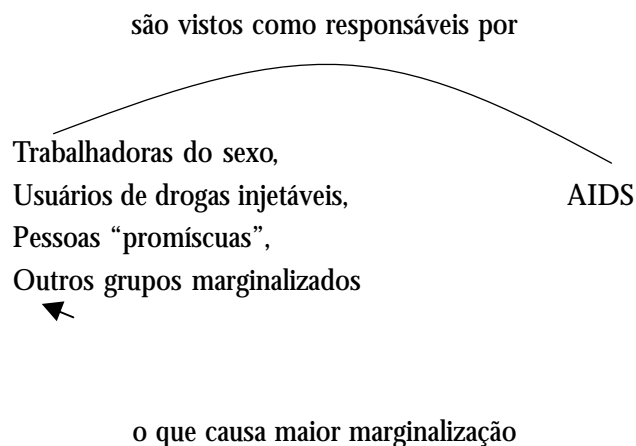 são vistos como responsáveis por
Trabalhadoras do sexo,
Usuários de drogas injetáveis,
AIDS
Pessoas “promíscuas”,
Outros grupos marginalizados
o que causa maior marginalização